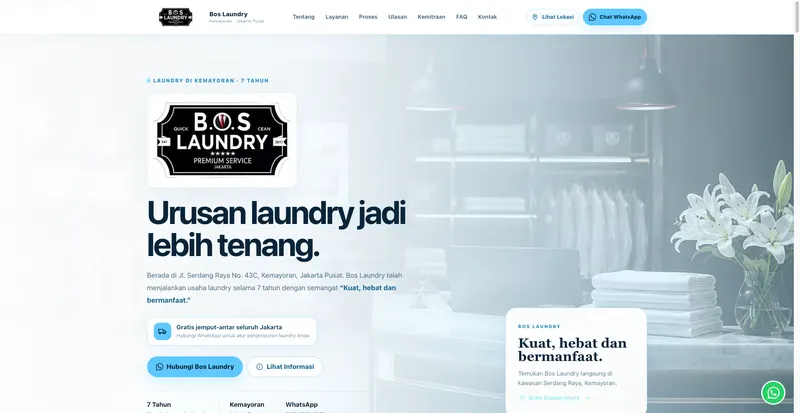 B.O.S
LAUNDRY
Bos Laundry
Kemayoran · Jakarta Pusat
Tentang
Layanan
Proses
Ulasan
Kemitraan
FAQ
Kontak
Lihat Lokasi
Chat WhatsApp
LAUNDRY DI KEMAYORAN · 7 TAHUN
B.O.S
QUICK
CEAN
LAUNDRY
PREMIUM SERVICE
JAKARTA
Urusan laundry jadi
lebih tenang.
Berada di Jl. Serdang Raya No. 43C, Kemayoran, Jakarta Pusat. Bos Laundry telah
menjalankan usaha laundry selama 7 tahun dengan semangat “Kuat, hebat dan
bermanfaat.”
Gratis jemput-antar seluruh Jakarta
Hubungi WhatsApp untuk atur penjemputan laundry Anda.
Hubungi Bos Laundry
Lihat Informasi
7 Tahun
Kemayoran
WhatsApp
BOS LAUNDRY
Kuat, hebat dan
bermanfaat.
Temukan Bos Laundry langsung di
kawasan Serdang Raya, Kemayoran.
Buka Google Maps →